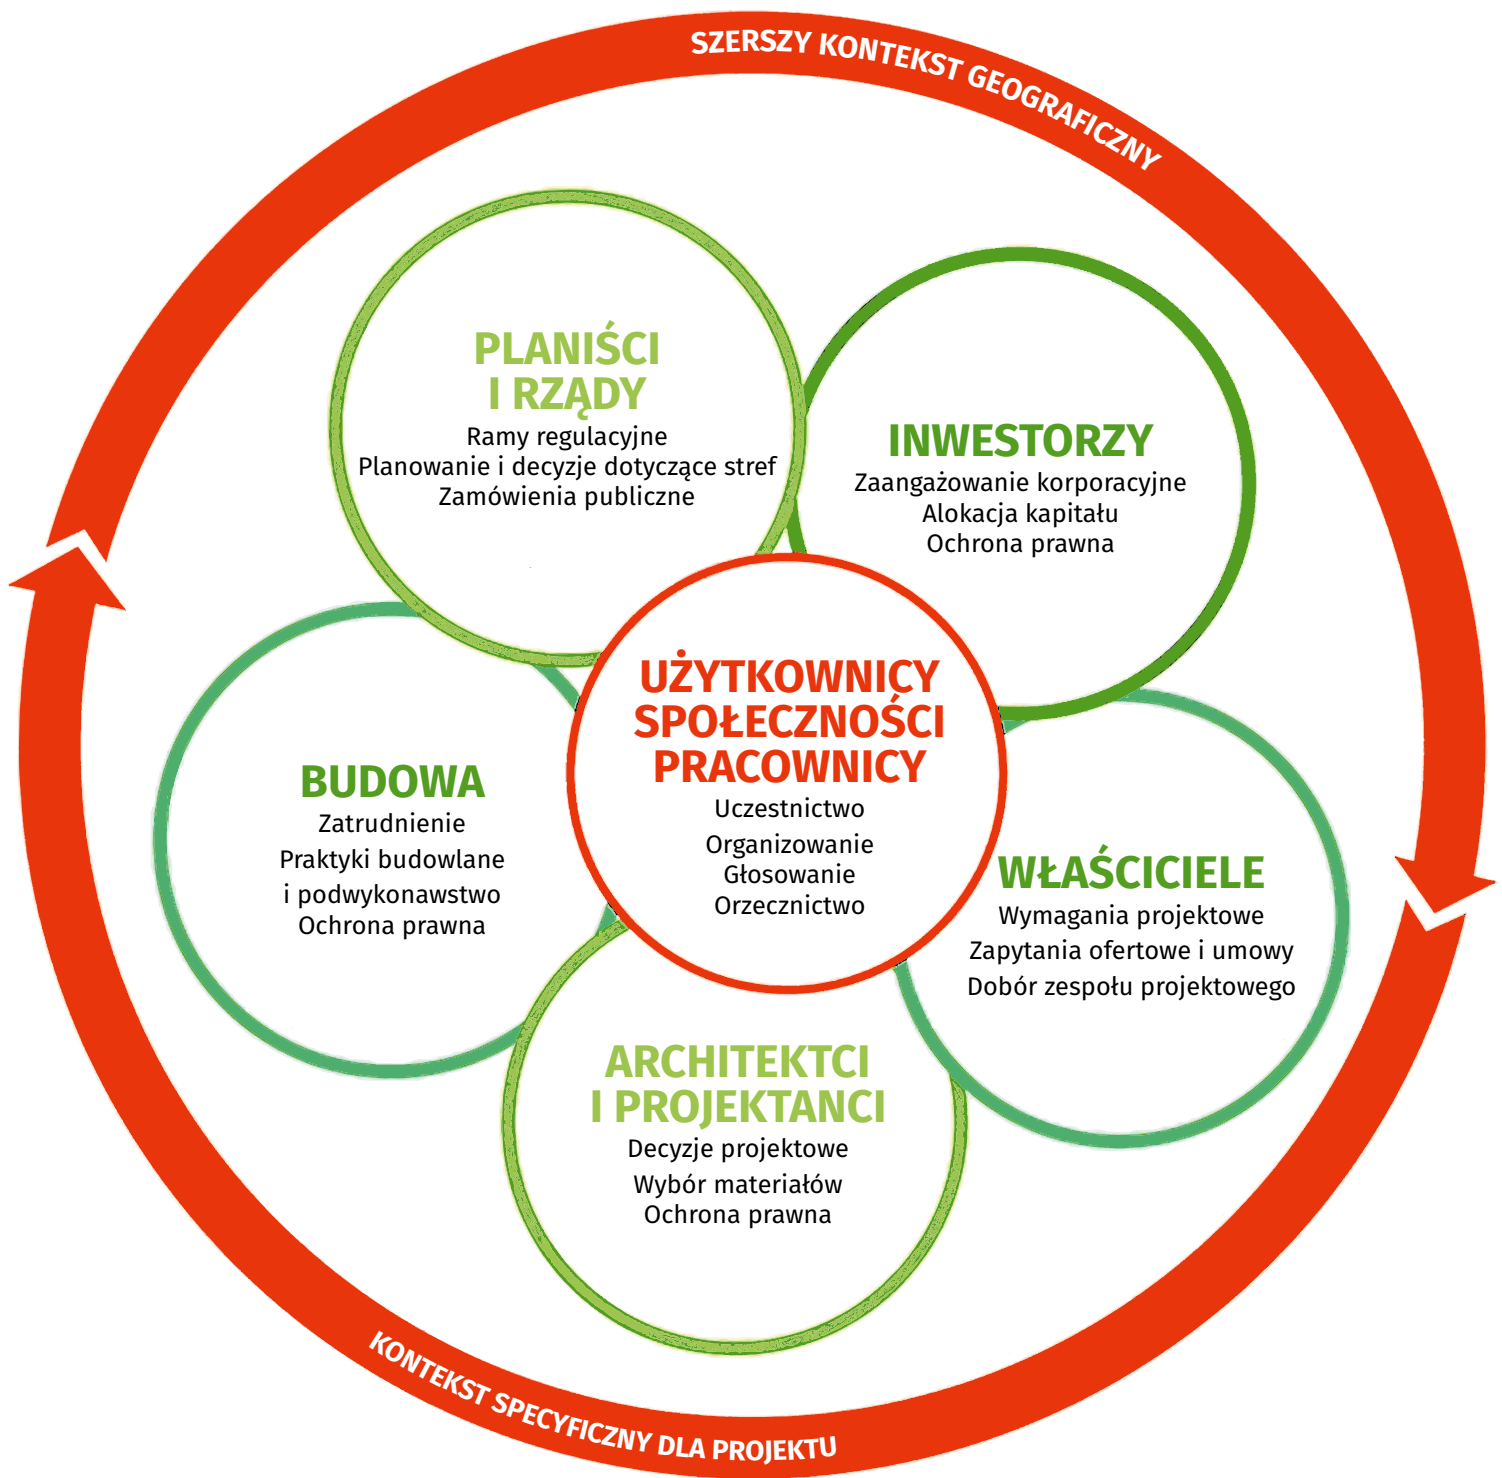 SZERSZY KONTEKST GEOGRAFICZNY
PLANIŚCI
I RZĄDY
Ramy regulacyjne
Planowanie i decyzje dotyczące stref
Zamówienia publiczne
INWESTORZY
Zaangażowanie korporacyjne
Alokacja kapitału
Ochrona prawna
UŻYTKOWNICY
SPOŁECZNOŚCI
PRACOWNICY
Uczestnictwo
Organizowanie
Głosowanie
Orzecznictwo
BUDOWA
Zatrudnienie
Praktyki budowlane
i podwykonawstwo
Ochrona prawna
WŁAŚCICIELE
Wymagania projektowe
Zapytania ofertowe i umowy
Dobór zespołu projektowego
ARCHITEKTCI
I PROJEKTANCI
Decyzje projektowe
Wybór materiałów
Ochrona prawna
KONTEKST SPECYFICZNY DLA PROJEKTU